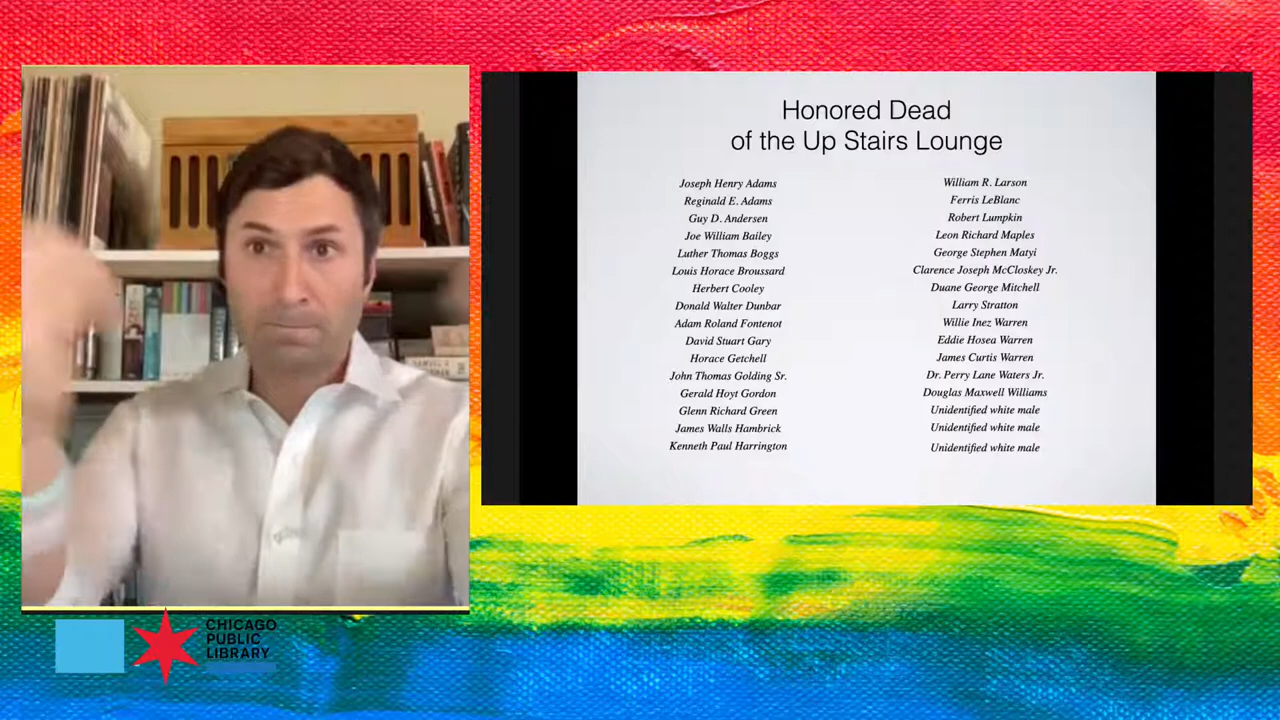 Honored Dead
of the Up Stairs Lounge
Joseph Henry Adams
Reginald E. Adams
Guy D. Andersen
Joe William Bailey
Luther Thomas Boggs
Louis Horace Broussard
Herbert Cooley
Donald Walter Dunbar
Adam Roland Fontenot
David Stuart Gary
Horace Getchell
John Thomas Golding Sr.
Gerald Hoyt Gordon
Glenn Richard Green
James Walls Hambrick
Kenneth Paul Harrington
William R. Larson
Ferris LeBlanc
Robert Lumpkin
Leon Richard Maples
George Stephen Matyi
Clarence Joseph McCloskey Jr.
Duane George Mitchell
Larry Stratton
Willie Inez Warren
Eddie Hosea Warren
James Curtis Warren
Dr. Perry Lane Waters Jr.
Douglas Maxwell Williams
Unidentified white male
Unidentified white male
Unidentified white male
CHICAGO
PUBLIC
LIBRARY